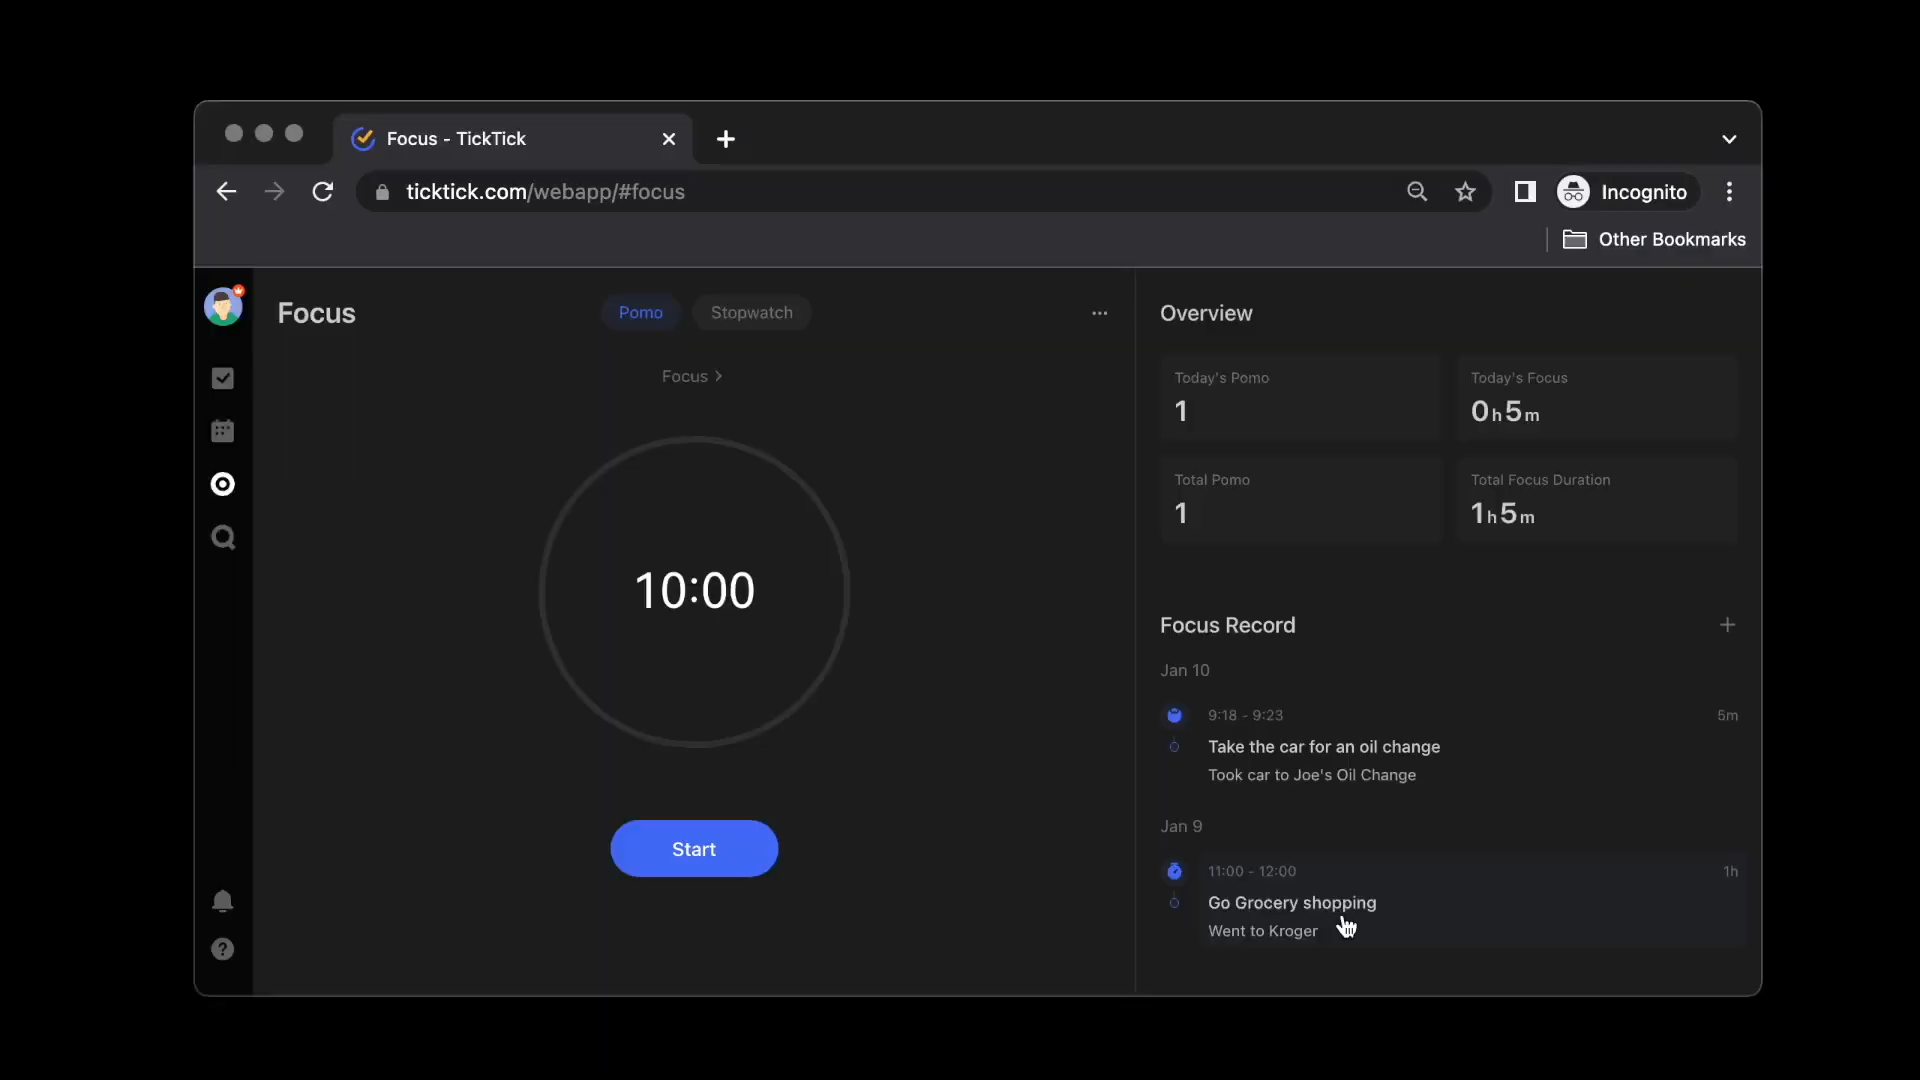 Focus - TickTick
ticktick.com/webapp/#focus
Incognito
Other Bookmarks
Focus
Pomo
Stopwatch
Focus >
10:00
Start
Overview
Today's Pomo
1
Today's Focus
0h5m
Total Pomo
1
Total Focus Duration
1h5m
Focus Record
Jan 10
9:18 - 9:23
5m
Take the car for an oil change
Took car to Joe's Oil Change
Jan 9
11:00 - 12:00
1h
Go Grocery shopping
Went to Kroger